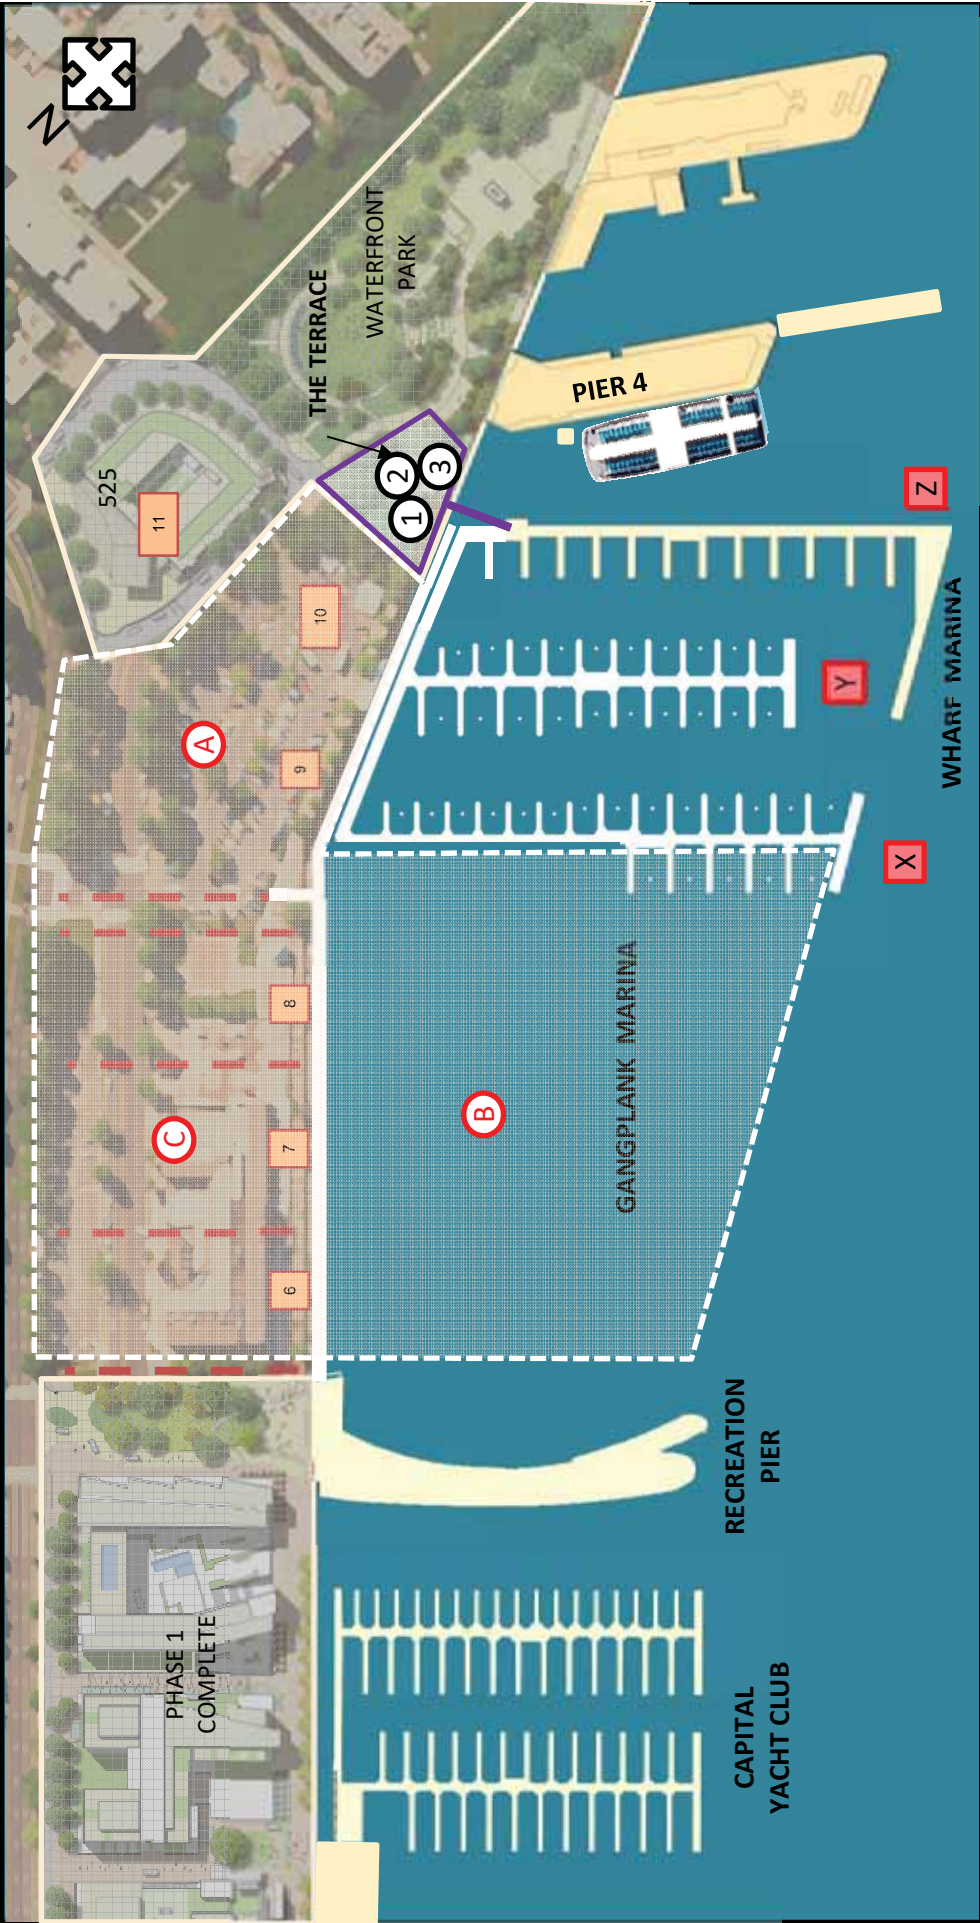 N
525
11
THE TERRACE
WATERFRONT
PARK
1
2
3
PIER 4
10
A
9
Z
Y
X
WHARF MARINA
8
C
7
B
GANGPLANK MARINA
6
PHASE 1
COMPLETE
RECREATION
PIER
CAPITAL
YACHT CLUB